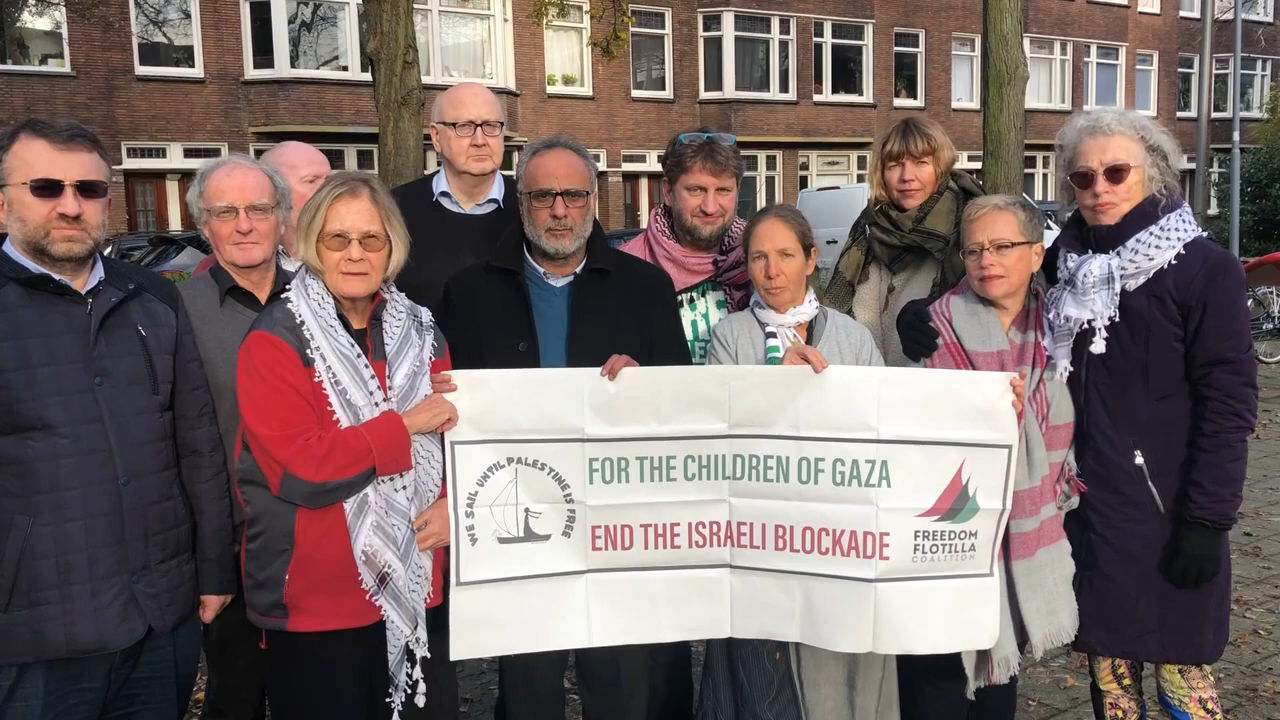 WE SAIL UNTIL PALESTINE IS FREE
FOR THE CHILDREN OF GAZA
END THE ISRAELI BLOCKADE
FREEDOM
FLOTILLA
COALITION